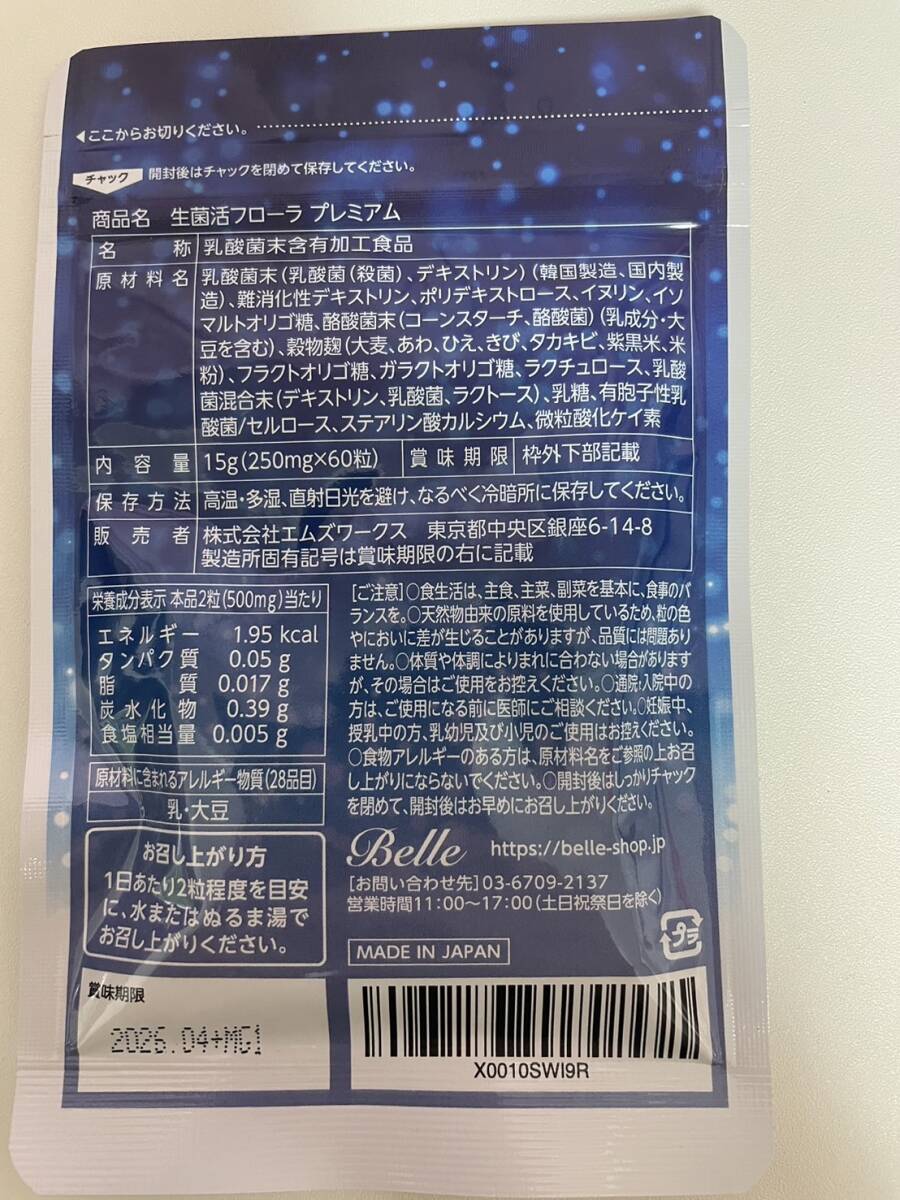 ◀ここからお切りください。
チャック 開封後はチャックを閉めて保存してください。
商品名 生菌活フローラ プレミアム
名称 乳酸菌末含有加工食品
原材料名 乳酸菌末(乳酸菌(殺菌)、デキストリン)(韓国製造、国内製
造)、難消化性デキストリン、ポリデキストロース、イヌリン、イソ
マルトオリゴ糖、酪酸菌末(コーンスターチ、酪酸菌)(乳成分・大
豆を含む)、穀物麹(大麦、あわ、ひえ、きび、タカキビ、紫黒米、米
粉)、フラクトオリゴ糖、ガラクトオリゴ糖、ラクチュロース、乳酸
菌混合末(デキストリン、乳酸菌、ラクトース)、乳糖、有胞子性乳
酸菌/セルロース、ステアリン酸カルシウム、微粒酸化ケイ素
内容量 15g(250mg×60粒) 賞味期限 枠外下部記載
保存方法 高温・多湿、直射日光を避け、なるべく冷暗所に保存してください。
販売者 株式会社エムズワークス 東京都中央区銀座6-14-8
製造所固有記号は賞味期限の右に記載
栄養成分表示 本品2粒(500mg)当たり
エネルギー 1.95 kcal
タンパク質 0.05 g
脂質 0.017 g
炭水化物 0.39 g
食塩相当量 0.005 g
原材料に含まれるアレルギー物質(28品目)
乳・大豆
お召し上がり方
1日あたり2粒程度を目安
に、水またはぬるま湯で
お召し上がりください。
[ご注意]○食生活は、主食、主菜、副菜を基本に、食事のバ
ランスを。○天然物由来の原料を使用しているため、粒の色
やにおいに差が生じることがありますが、品質には問題あり
ません。○体質や体調によりまれに合わない場合があります
が、その場合はご使用をお控えください。○通院・入院中の
方は、ご使用になる前に医師にご相談ください。○妊娠中、
授乳中の方、乳幼児及び小児のご使用はお控えください。
○食物アレルギーのある方は、原材料名をご参照の上お召
し上がりにならないでください。○開封後はしっかりチャック
を閉めて、開封後はお早めにお召し上がりください。
Belle https://belle-shop.jp
[お問い合わせ先]03-6709-2137
営業時間11:00〜17:00(土日祝祭日を除く)
MADE IN JAPAN
プラ
賞味期限
2026.04+MG1
X0010SWI9R